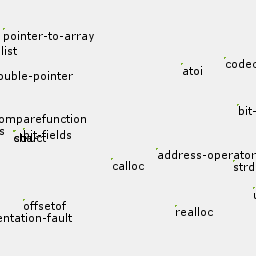 pointer-to-array
list
codec
atoi
ouble-pointer
bit-
omparefunction
s
bit-fields
address-operator
calloc
strd
offsetof
realloc
entation-fault